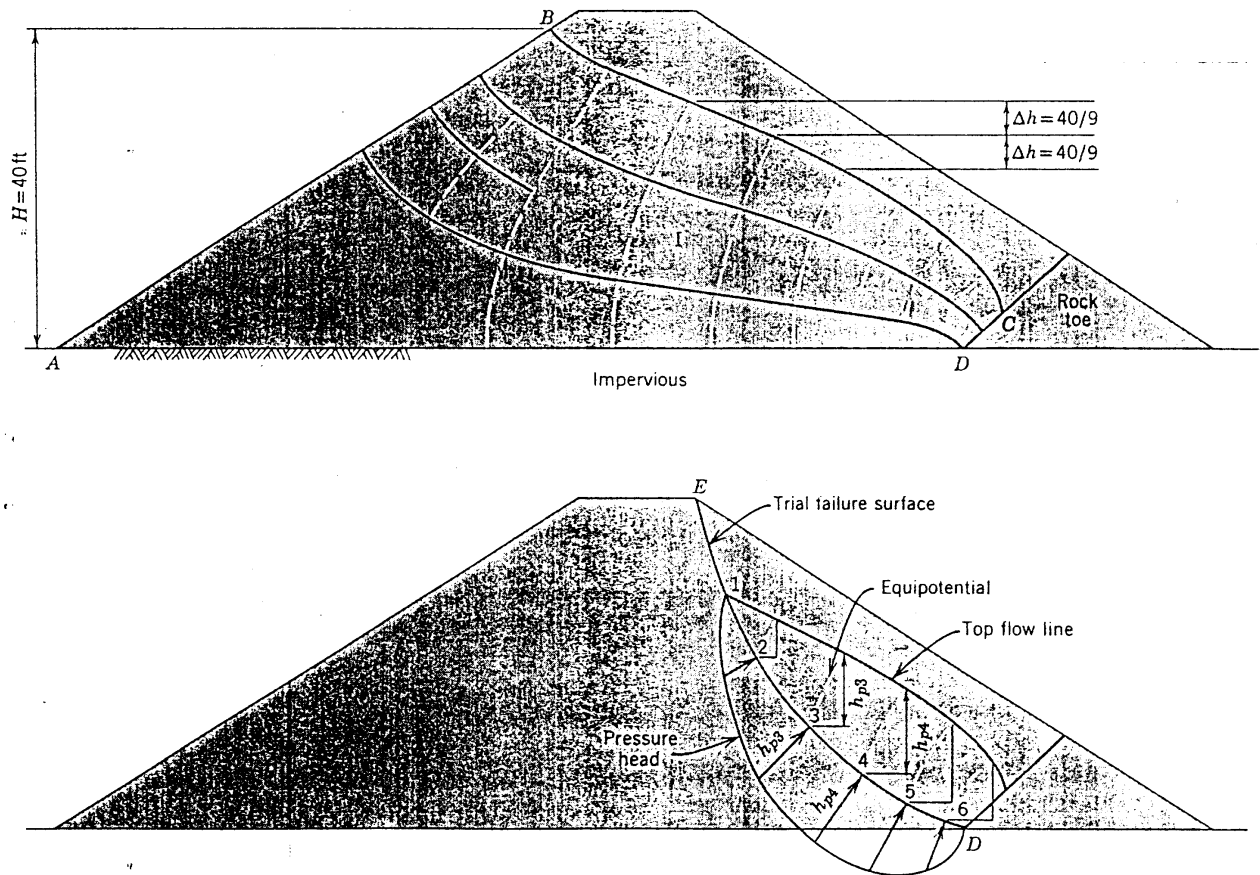 B
Δh = 40/9
Δh = 40/9
H = 40 ft
I
C
Rock
toe
A
D
Impervious
E
Trial failure surface
1
Equipotential
Top flow line
2
3
h_p3
Pressure
head
h_p3
4
h_p4
h_p4
5
6
D